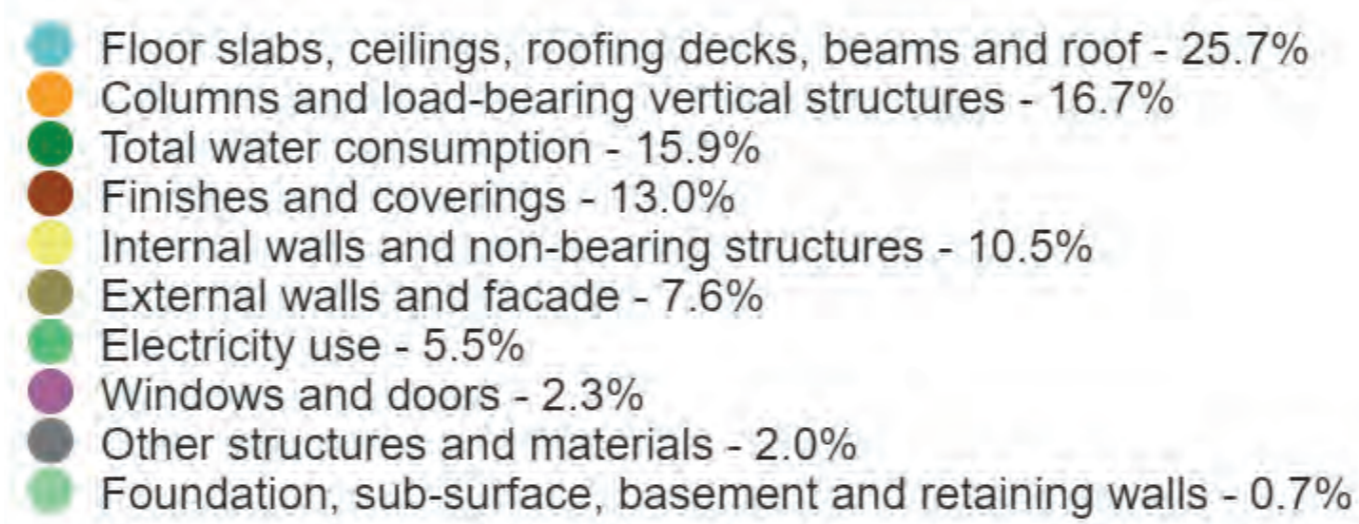 Floor slabs, ceilings, roofing decks, beams and roof - 25.7%
Columns and load-bearing vertical structures - 16.7%
Total water consumption - 15.9%
Finishes and coverings - 13.0%
Internal walls and non-bearing structures - 10.5%
External walls and facade - 7.6%
Electricity use - 5.5%
Windows and doors - 2.3%
Other structures and materials - 2.0%
Foundation, sub-surface, basement and retaining walls - 0.7%